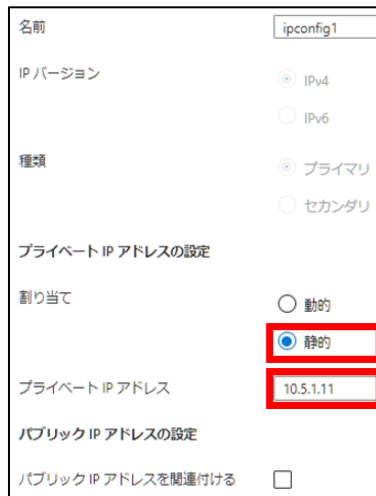 名前
ipconfig1
IP バージョン
IPv4
IPv6
種類
プライマリ
セカンダリ
プライベート IP アドレスの設定
割り当て
動的
静的
プライベート IP アドレス
10.5.1.11
パブリック IP アドレスの設定
パブリック IP アドレスを関連付ける